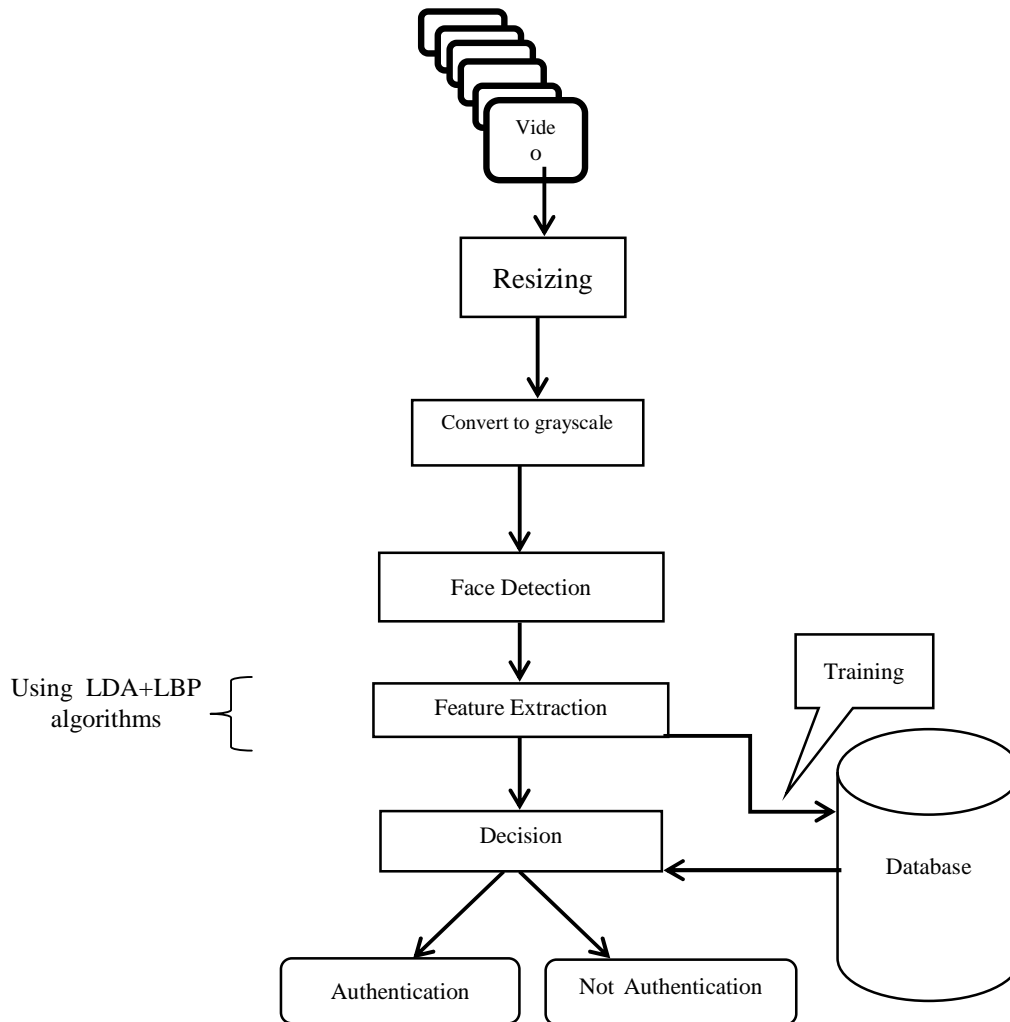 Vide
o
Resizing
Convert to grayscale
Face Detection
Training
Using LDA+LBP
algorithms
Feature Extraction
Decision
Database
Authentication
Not Authentication